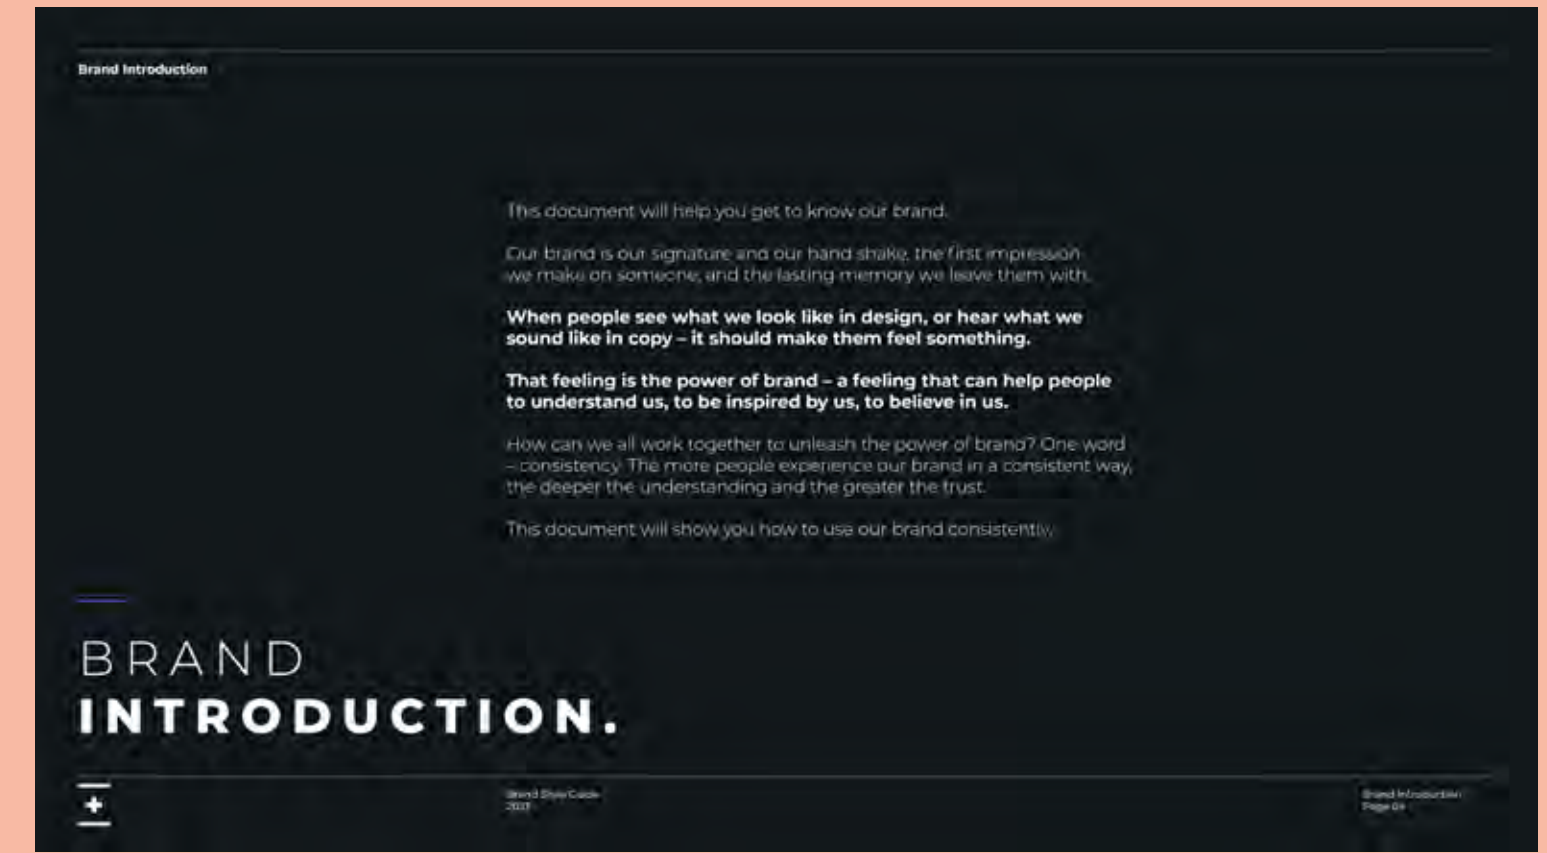 Brand Introduction
This document will help you get to know our brand.
Our brand is our signature and our hand shake, the first impression
we make on someone, and the lasting memory we leave them with.
When people see what we look like in design, or hear what we
sound like in copy – it should make them feel something.
That feeling is the power of brand – a feeling that can help people
to understand us, to be inspired by us, to believe in us.
How can we all work together to unleash the power of brand? One word
– consistency. The more people experience our brand in a consistent way,
the deeper the understanding and the greater the trust.
This document will show you how to use our brand consistently.
BRAND
INTRODUCTION.
Brand Style Guide
Brand Introduction
Page